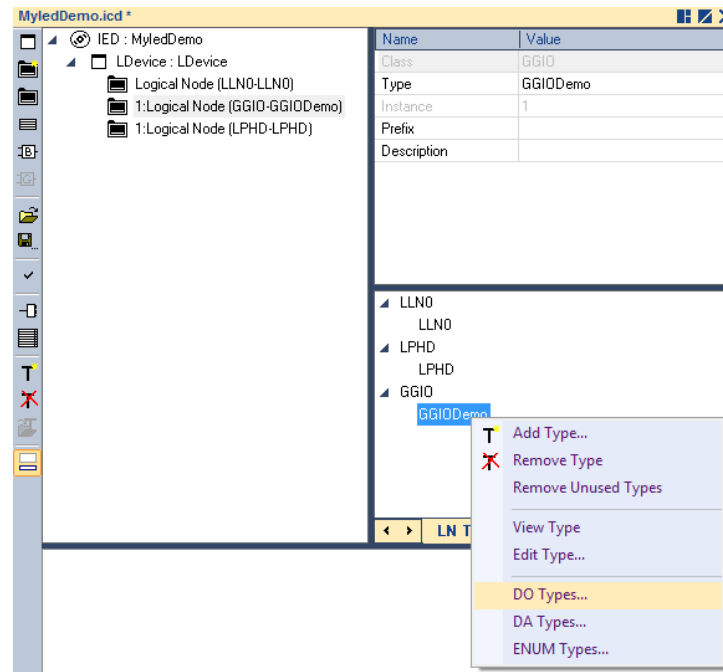 MyledDemo.icd *
IED : MyledDemo
LDevice : LDevice
Logical Node (LLN0-LLN0)
1:Logical Node (GGIO-GGIODemo)
1:Logical Node (LPHD-LPHD)
Name Value
Class GGIO
Type GGIODemo
Instance 1
Prefix
Description
LLN0
LLN0
LPHD
LPHD
GGIO
GGIODemo
LN T
Add Type...
Remove Type
Remove Unused Types
View Type
Edit Type...
DO Types...
DA Types...
ENUM Types...